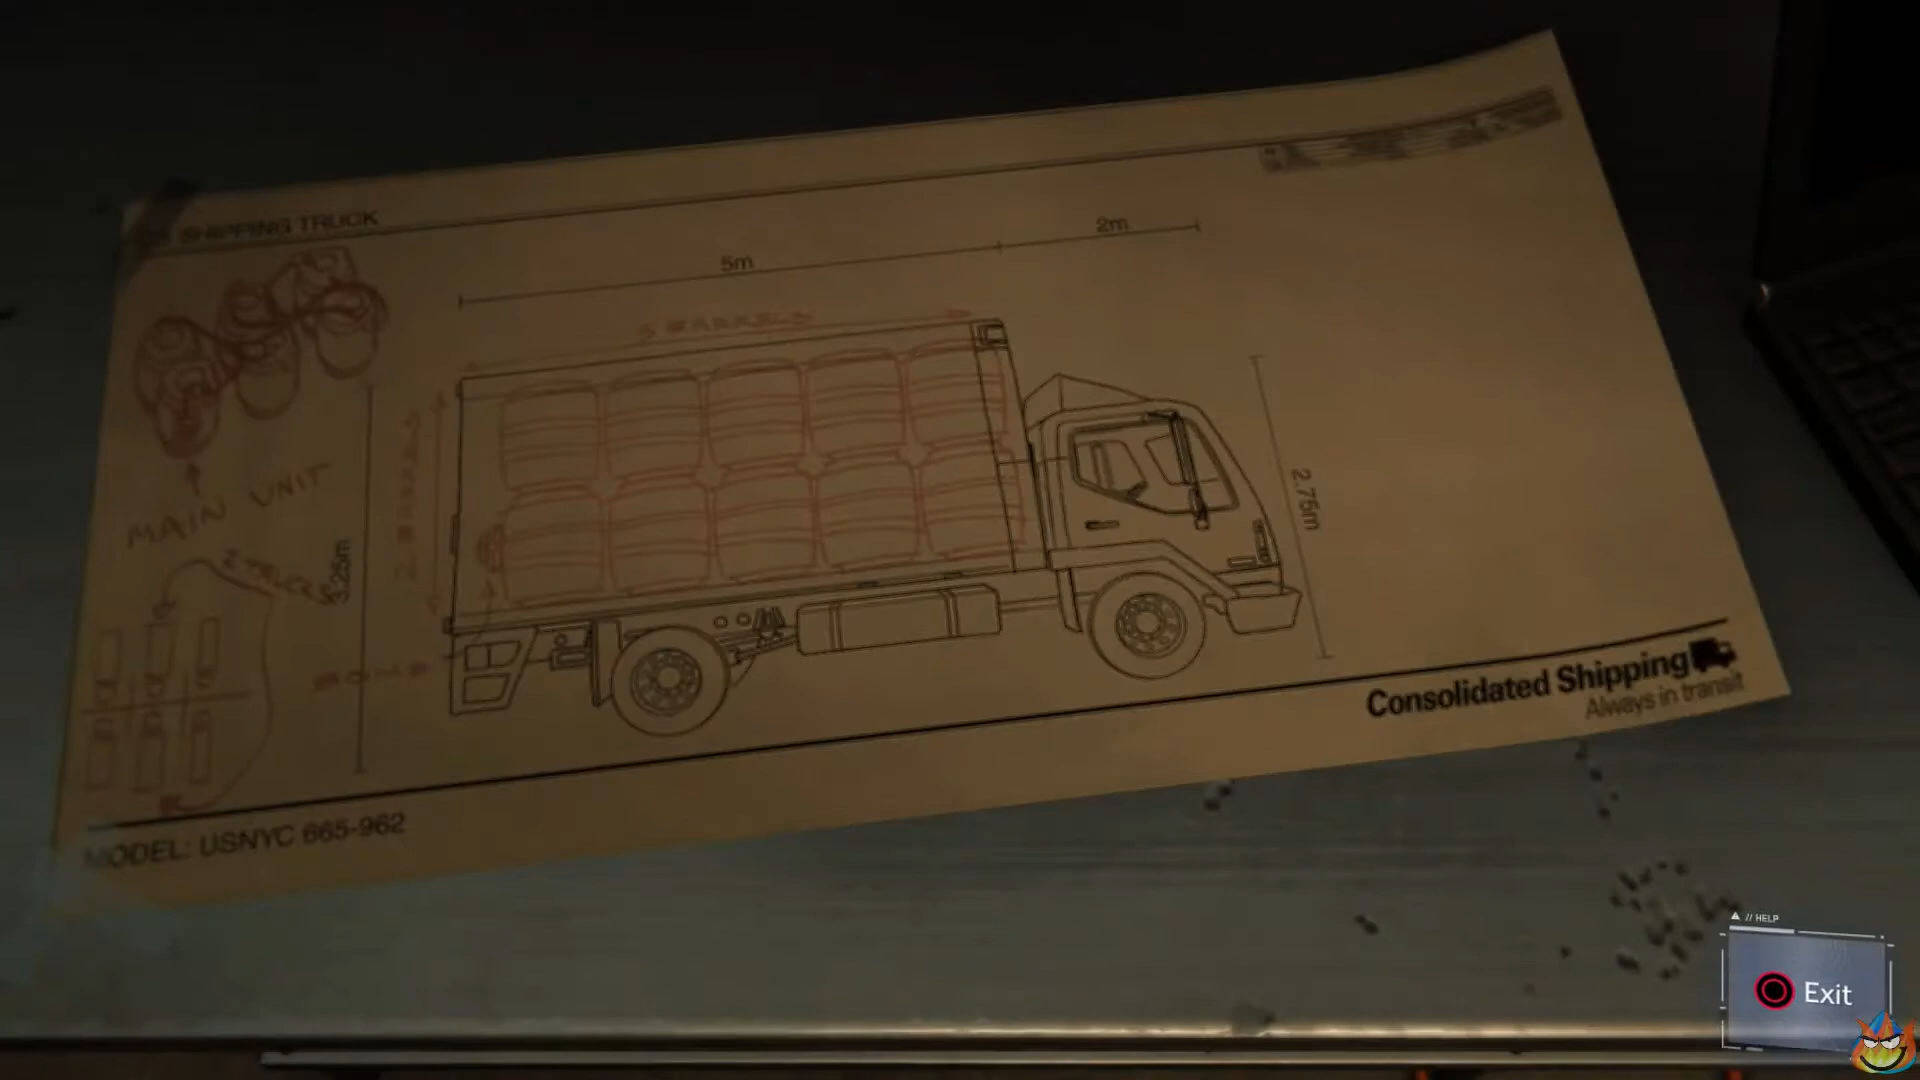 SHIPPING TRUCK
5m
2m
5 BARRELS
2 BARRELS
MAIN UNIT
2 TRUCKS
3.25m
2.75m
BOMB
Consolidated Shipping
Always in transit
MODEL: USNYC 665-962
// HELP
Exit